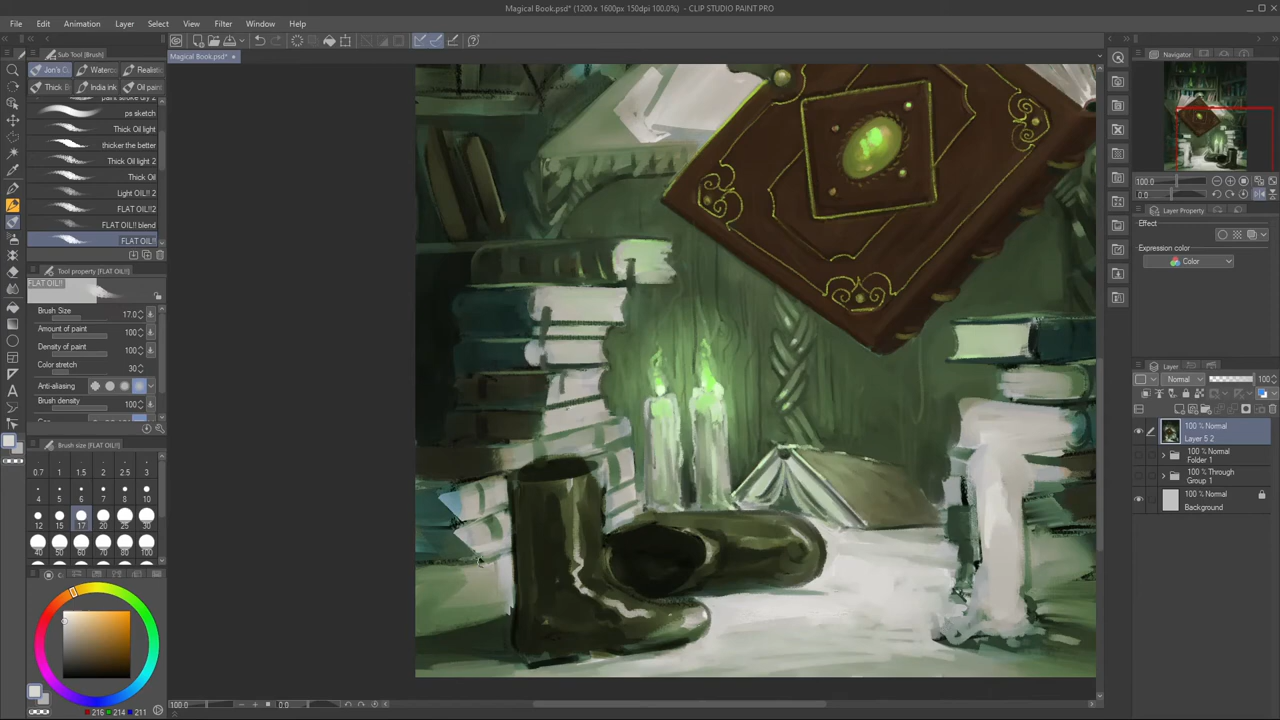 Magical Book.psd* (1200 x 1600px 150dpi 100.0%) - CLIP STUDIO PAINT PRO
File Edit Animation Layer Select View Filter Window Help
Sub Tool [Brush]
Magical Book.psd*
Navigator
Jon's C Waterc Realistic
Thick B India ink Oil paint
paint stroke dry 2
ps sketch
Thick Oil light
thicker the better
Thick Oil light 2
Thick Oil
Light OIL!! 2
FLAT OIL!!2
FLAT OIL!! blend
FLAT OIL!!
Tool property [FLAT OIL!!]
FLAT OIL!!
Brush Size 17.0
Amount of paint 100
Density of paint 100
Color stretch 30
Anti-aliasing
Brush density 100
Brush size [FLAT OIL!!]
0.7 1 1.5 2 2.5 3
4 5 6 7 8 10
12 15 17 20 25 30
40 50 60 70 80 100
216 214 211
100.0 0.0
100.0
0.0
Layer Property
Effect
Expression color
Color
Layer
Normal 100
100 % Normal
Layer 5 2
100 % Normal
Folder 1
100 % Through
Group 1
100 % Normal
Background